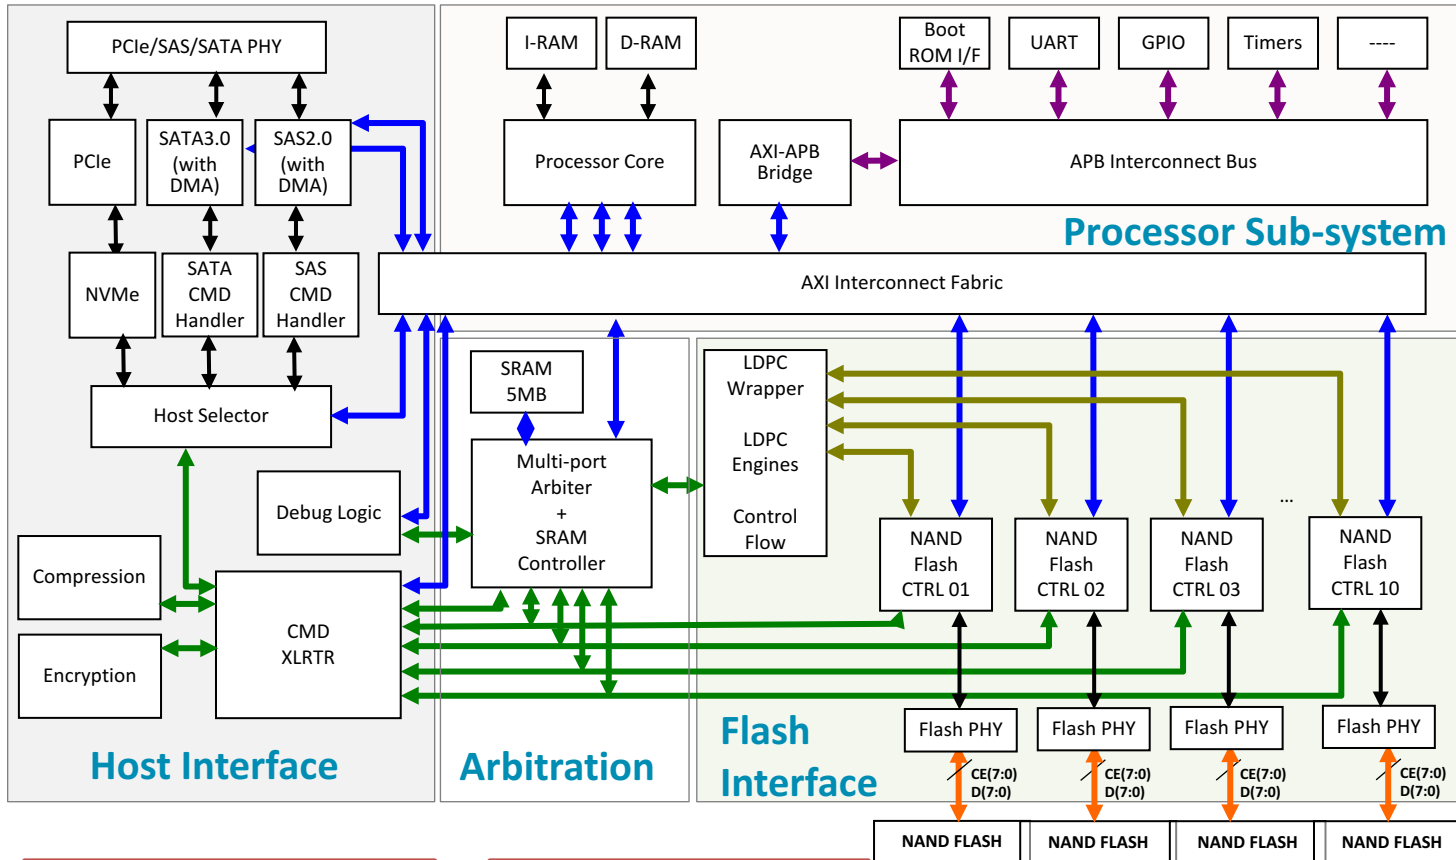 PCIe/SAS/SATA PHY
I-RAM
D-RAM
Boot
ROM I/F
UART
GPIO
Timers
----
PCIe
SATA3.0
(with
DMA)
SAS2.0
(with
DMA)
Processor Core
AXI-APB
Bridge
APB Interconnect Bus
Processor Sub-system
NVMe
SATA
CMD
Handler
SAS
CMD
Handler
AXI Interconnect Fabric
Host Selector
SRAM
5MB
LDPC
Wrapper
LDPC
Engines
Control
Flow
Multi-port
Arbiter
+
SRAM
Controller
Debug Logic
...
NAND
Flash
CTRL 01
NAND
Flash
CTRL 02
NAND
Flash
CTRL 03
NAND
Flash
CTRL 10
Compression
CMD
XLRTR
Encryption
Flash PHY
Flash PHY
Flash PHY
Flash PHY
Host Interface
Arbitration
Flash
Interface
CE(7:0)
D(7:0)
CE(7:0)
D(7:0)
CE(7:0)
D(7:0)
CE(7:0)
D(7:0)
NAND FLASH
NAND FLASH
NAND FLASH
NAND FLASH